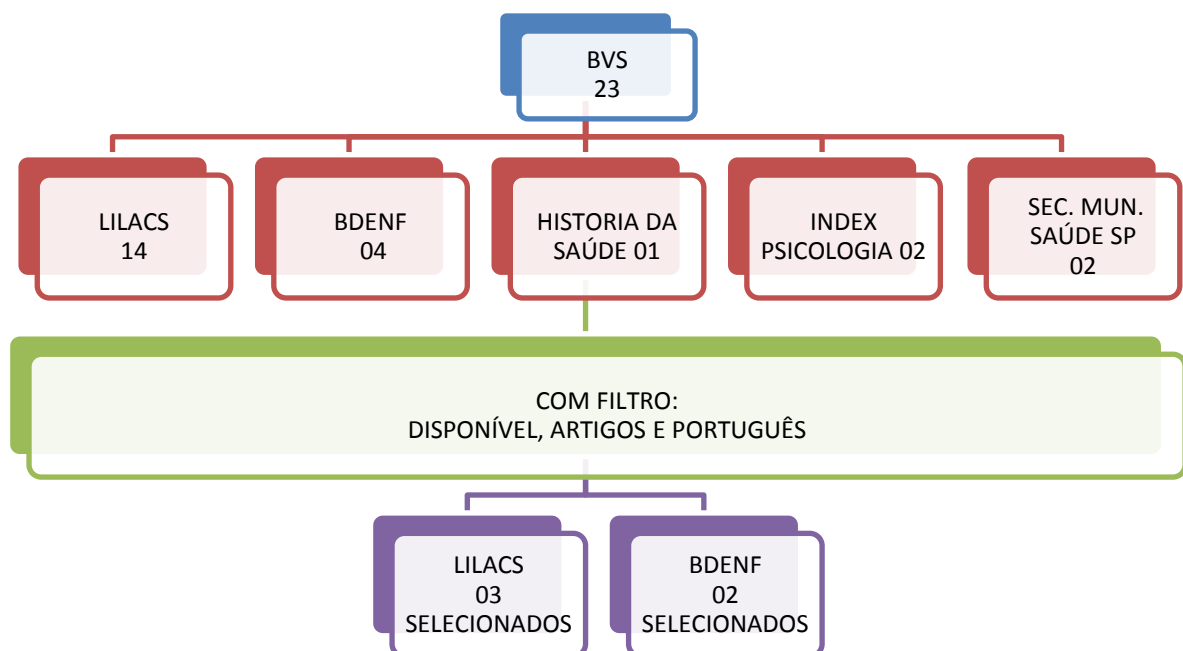 BVS
23
LILACS
14
BDENF
04
HISTORIA DA
SAÚDE 01
INDEX
PSICOLOGIA 02
SEC. MUN.
SAÚDE SP
02
COM FILTRO:
DISPONÍVEL, ARTIGOS E PORTUGUÊS
LILACS
03
SELECIONADOS
BDENF
02
SELECIONADOS